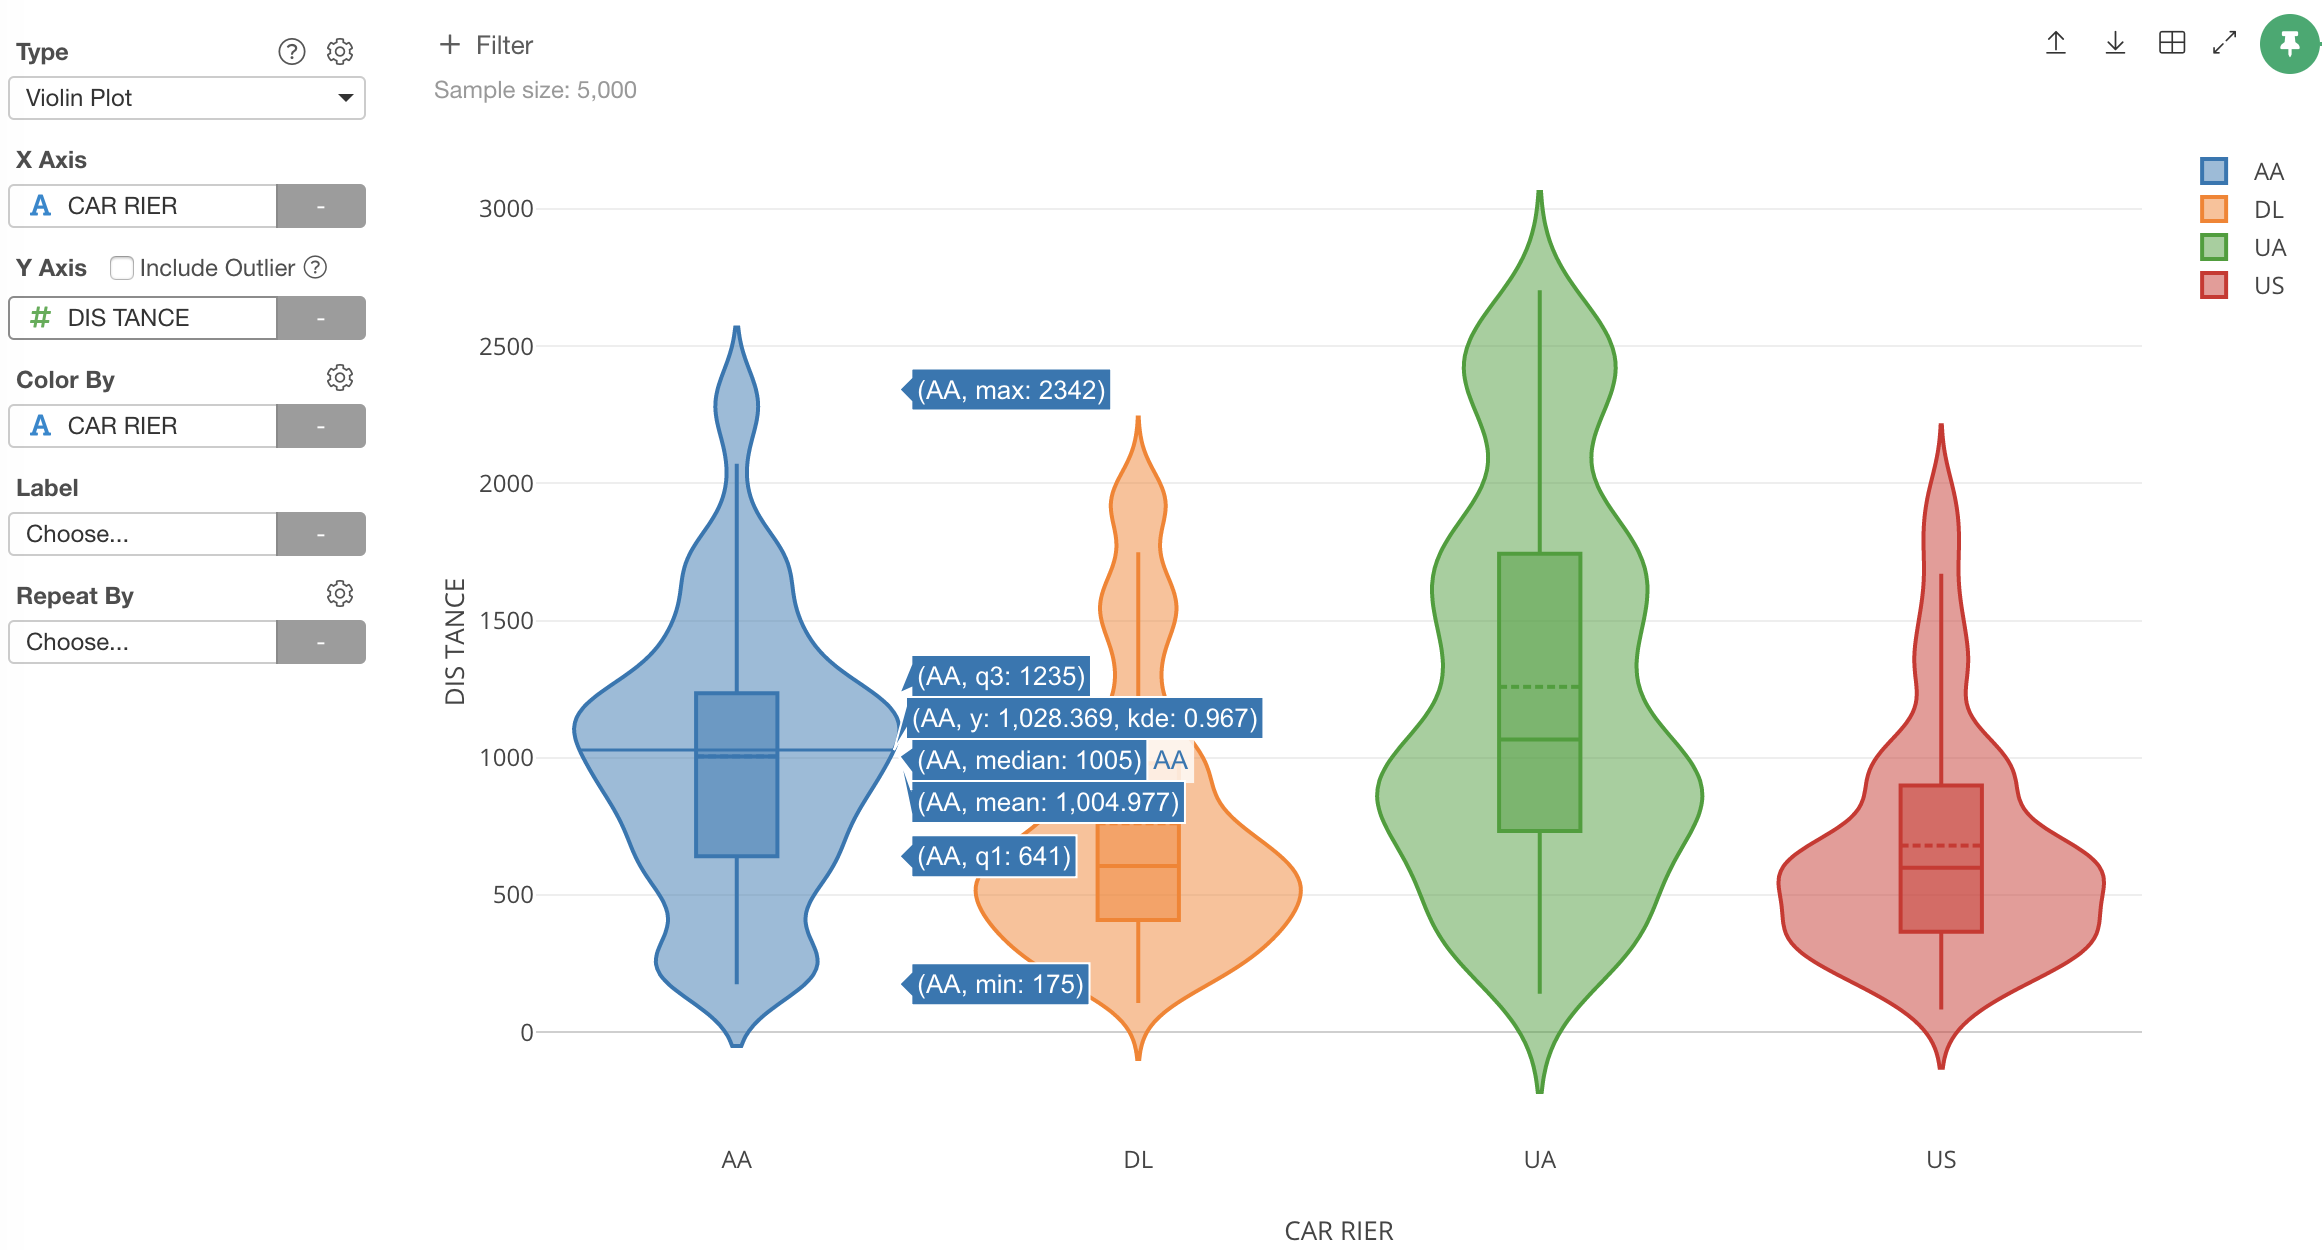 Type
Violin Plot
X Axis
A CAR RIER -
Y Axis Include Outlier ?
# DIS TANCE -
Color By
A CAR RIER -
Label
Choose... -
Repeat By
Choose... -
+ Filter
Sample size: 5,000
AA
DL
UA
US
3000
2500
2000
1500
1000
500
0
DIS TANCE
(AA, max: 2342)
(AA, q3: 1235)
(AA, y: 1,028.369, kde: 0.967)
(AA, median: 1005) AA
(AA, mean: 1,004.977)
(AA, q1: 641)
(AA, min: 175)
AA DL UA US
CAR RIER